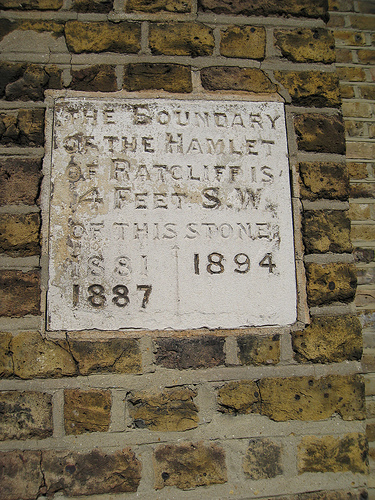 THE BOUNDARY
OF THE HAMLET
OF RATCLIFF IS
4 FEET S.W.
OF THIS STONE
1881 1894
1887